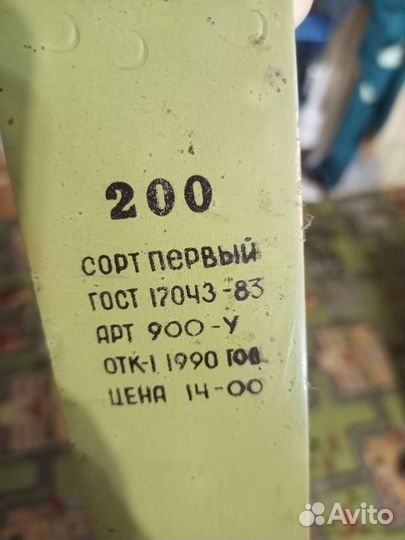 200
СОРТ ПЕРВЫЙ
ГОСТ 17043-83
АРТ 900-У
ОТК-1 1990 ГОД
ЦЕНА 14-00
Avito